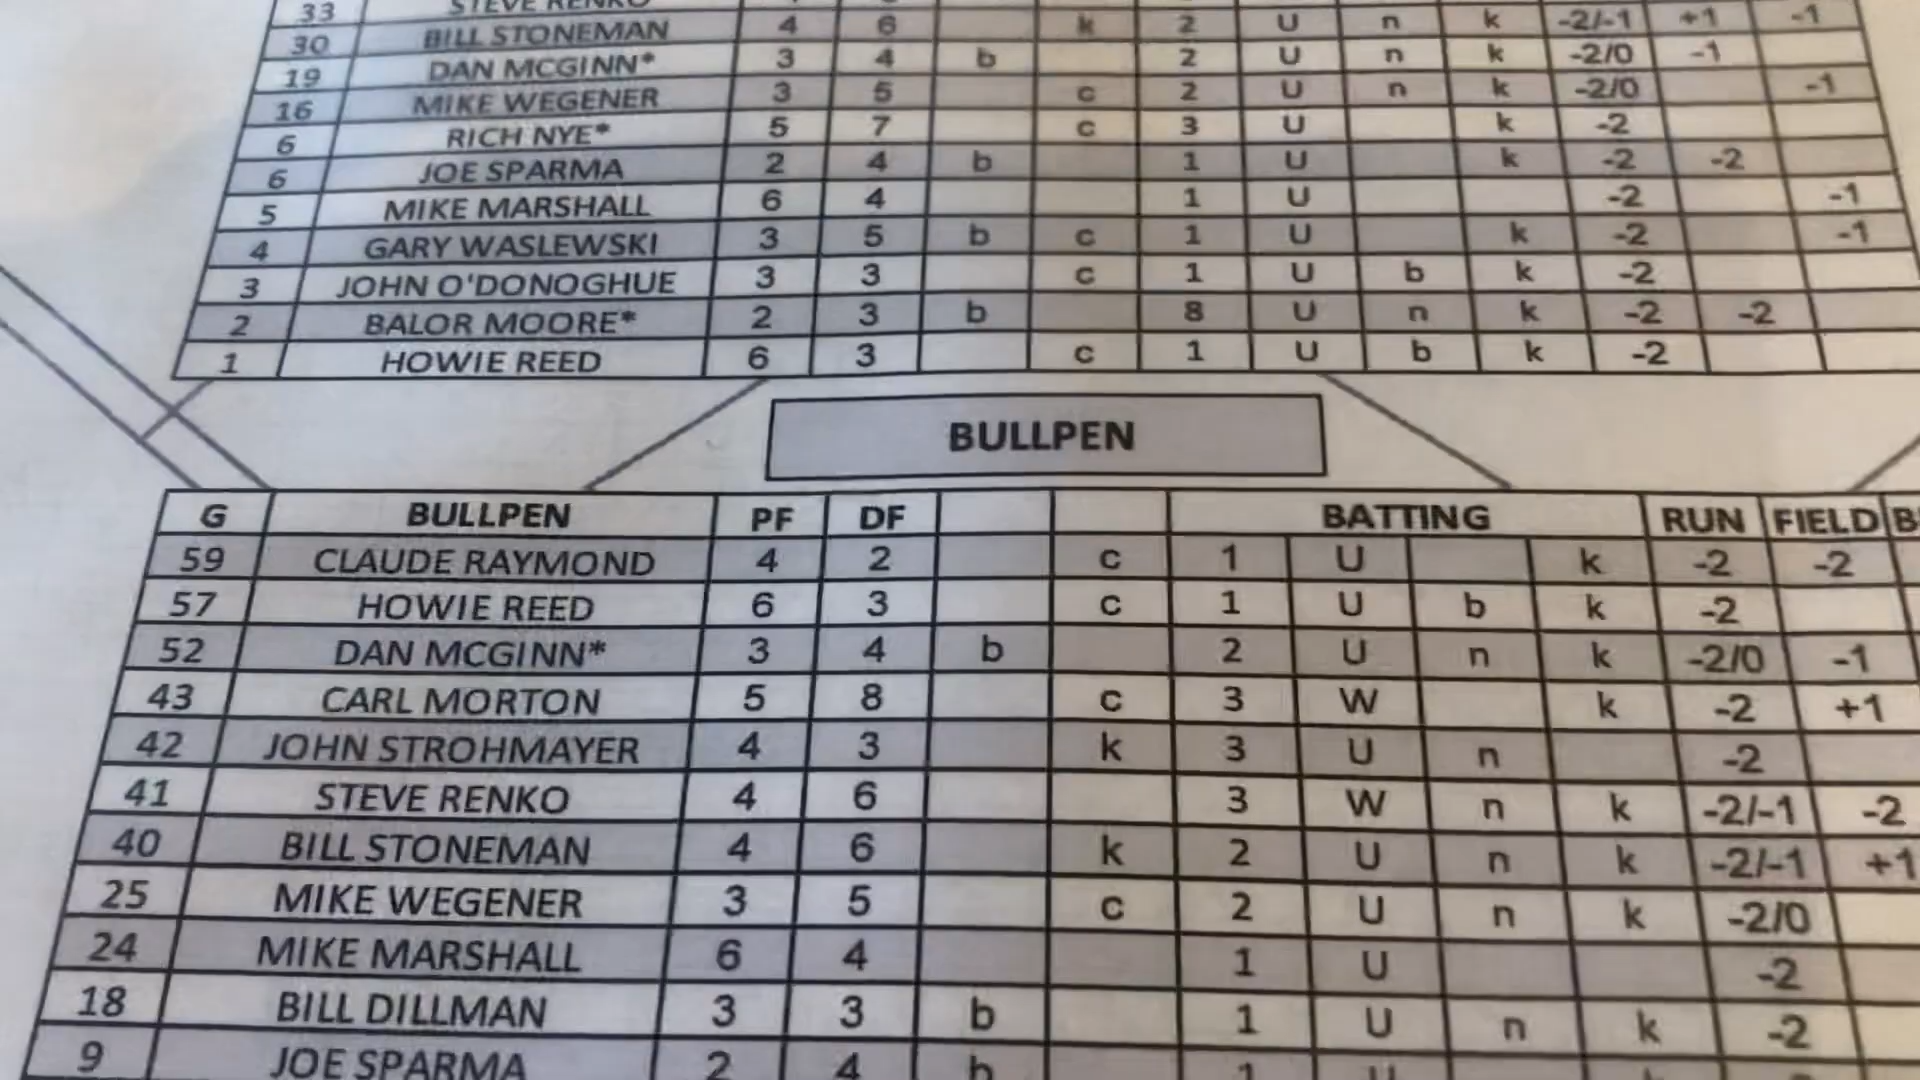 33 STEVE RENKO
30 BILL STONEMAN 4 6 k 2 U n k -2/-1 +1 -1
19 DAN MCGINN* 3 4 b 2 U n k -2/0 -1
16 MIKE WEGENER 3 5 c 2 U n k -2/0 -1
6 RICH NYE* 5 7 c 3 U k -2
6 JOE SPARMA 2 4 b 1 U k -2 -2
5 MIKE MARSHALL 6 4 1 U -2 -1
4 GARY WASLEWSKI 3 5 b c 1 U k -2 -1
3 JOHN O'DONOGHUE 3 3 c 1 U b k -2
2 BALOR MOORE* 2 3 b 8 U n k -2 -2
1 HOWIE REED 6 3 c 1 U b k -2
BULLPEN
G BULLPEN PF DF BATTING RUN FIELD
59 CLAUDE RAYMOND 4 2 c 1 U k -2 -2
57 HOWIE REED 6 3 c 1 U b k -2
52 DAN MCGINN* 3 4 b 2 U n k -2/0 -1
43 CARL MORTON 5 8 c 3 W k -2 +1
42 JOHN STROHMAYER 4 3 k 3 U n -2
41 STEVE RENKO 4 6 3 W n k -2/-1 -2
40 BILL STONEMAN 4 6 k 2 U n k -2/-1 +1
25 MIKE WEGENER 3 5 c 2 U n k -2/0
24 MIKE MARSHALL 6 4 1 U -2
18 BILL DILLMAN 3 3 b 1 U n k -2
9 JOE SPARMA 2 4 b 1 U k